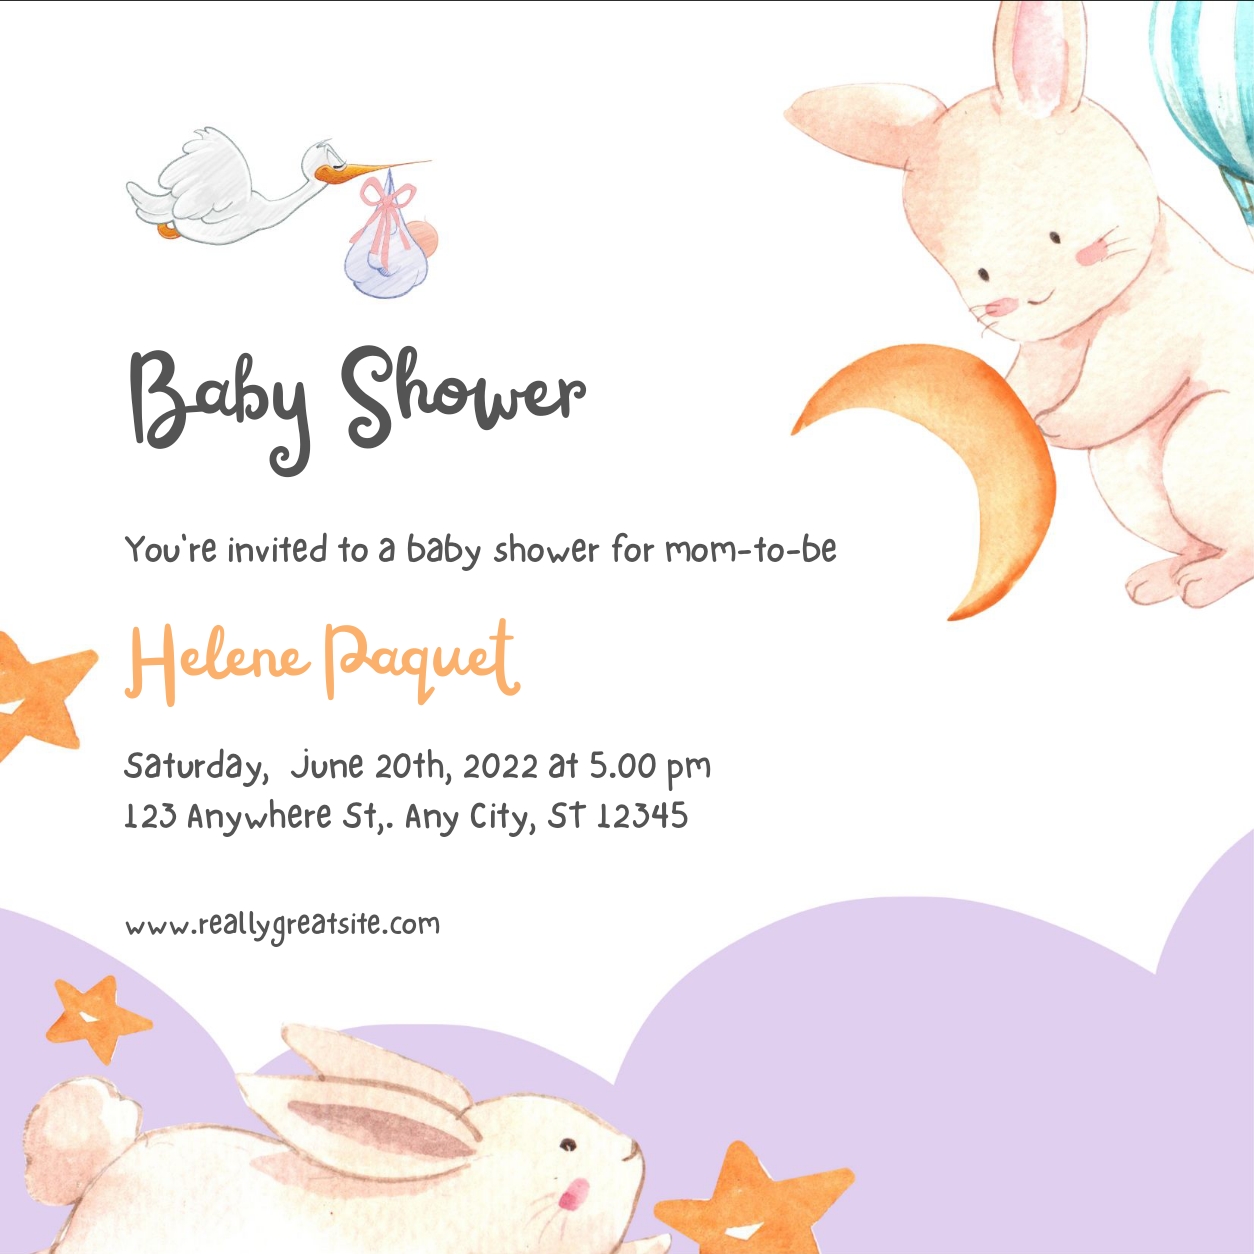 Baby Shower
You're invited to a baby shower for mom-to-be
Helene Paquet
Saturday, June 20th, 2022 at 5.00 pm
123 Anywhere St,. Any City, ST 12345
www.reallygreatsite.com